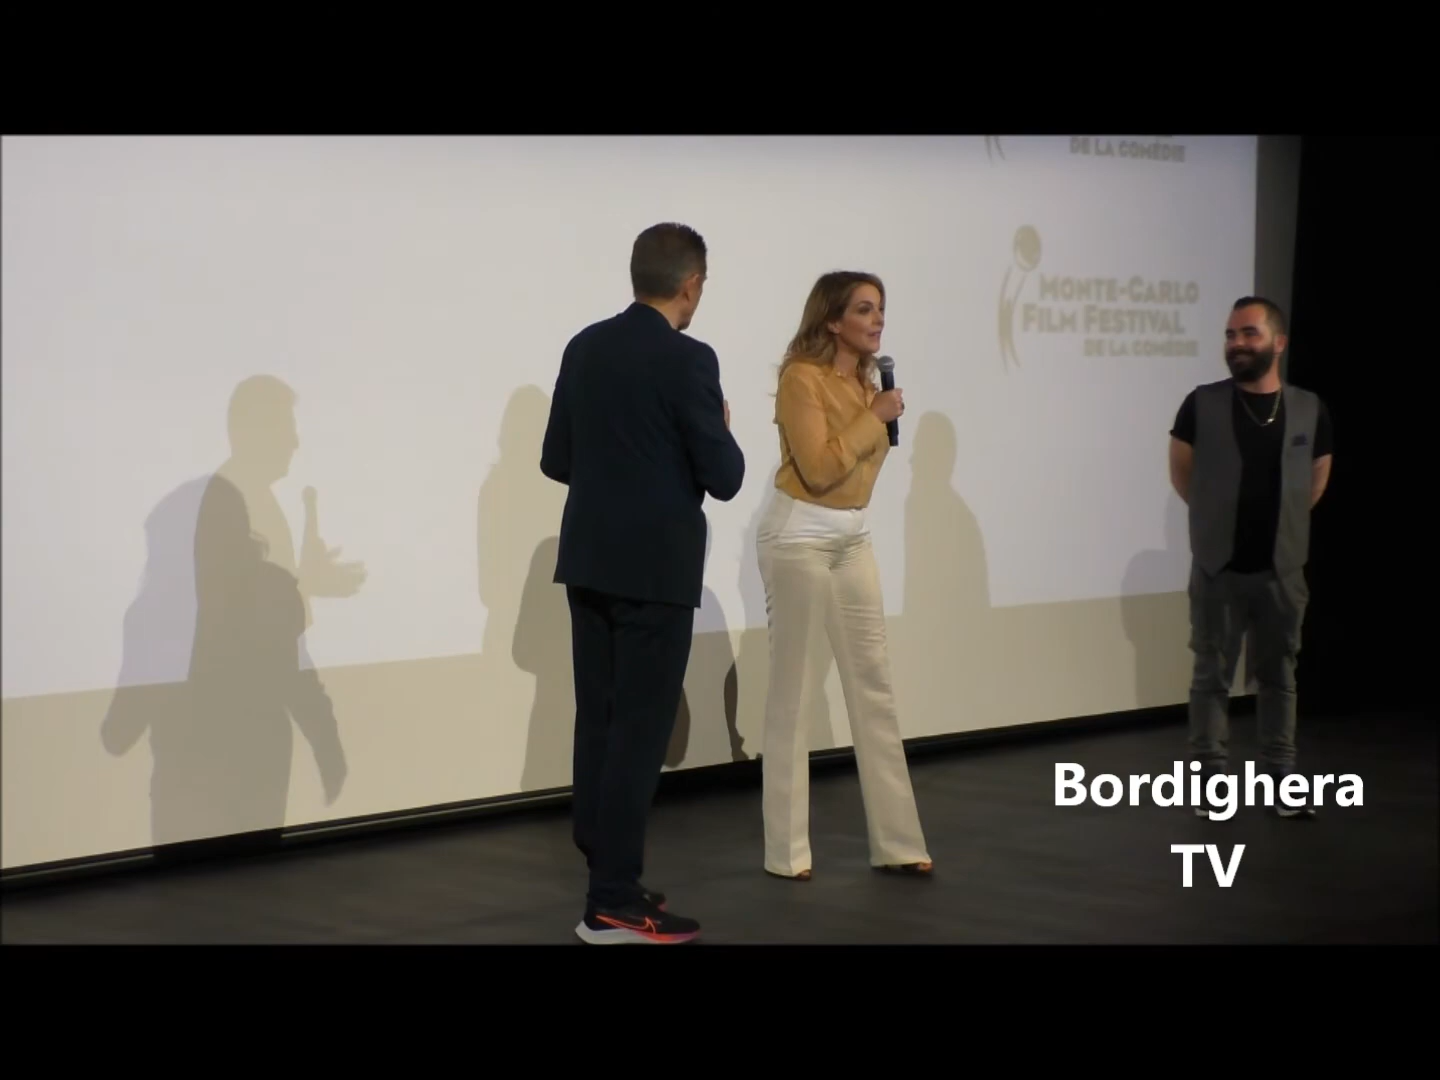 DE LA COMÉDIE
MONTE-CARLO
FILM FESTIVAL
DE LA COMÉDIE
Bordighera
TV